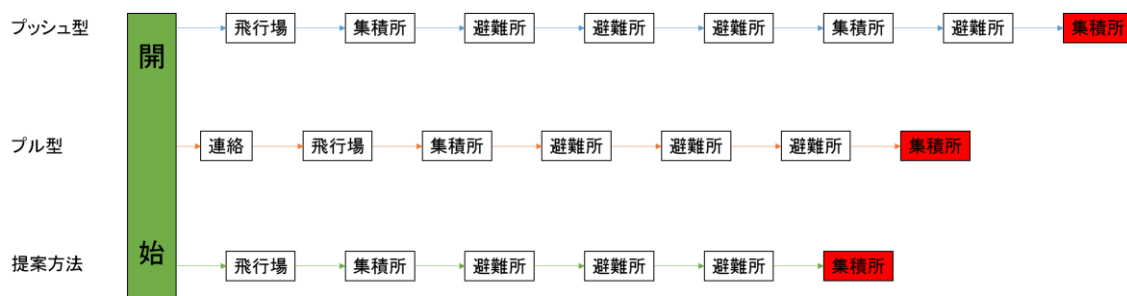 プッシュ型 飛行場 集積所 避難所 避難所 避難所 集積所 避難所 集積所
開
プル型 連絡 飛行場 集積所 避難所 避難所 避難所 集積所
始
提案方法 飛行場 集積所 避難所 避難所 避難所 集積所